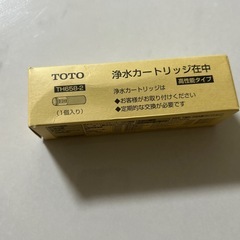 TOTO
TH658-2
(1個入り)
浄水カートリッジ在中
高性能タイプ
浄水カートリッジは
●お客様がお取り付けください
●定期的な交換が必要です